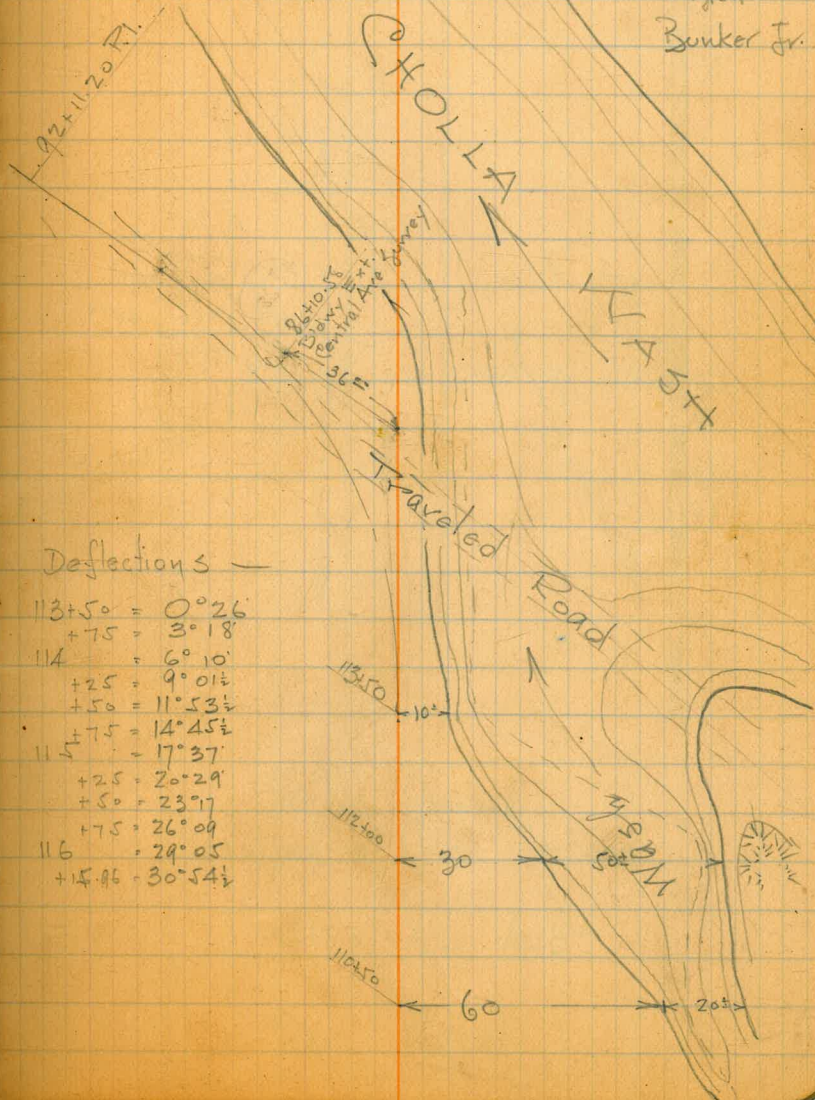 Bunker Jr.
92+11.20 P.I.
CHOLLA
WASH
86+10.55
Bidwy Ext.
Central Ave Survey
36=
Traveled
Road
Deflections —
113+50 = 0°26'
+75 = 3°18'
114 = 6°10'
+25 = 9°01½
+50 = 11°53½
+75 = 14°45½
115 = 17°37'
+25 = 20°29'
+50 = 23°17
+75 = 26°09
116 = 29°05
+15.86 = 30°54½
113+50
10±
Wash
112+00
30
50±
110+50
60
20±